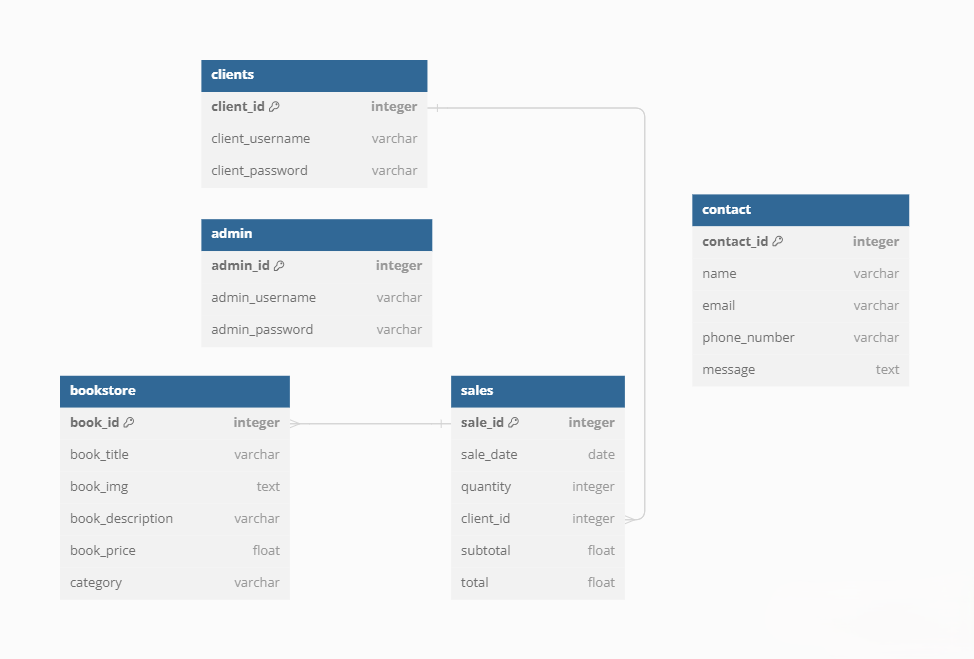 clients
client_id integer
client_username varchar
client_password varchar
admin
admin_id integer
admin_username varchar
admin_password varchar
contact
contact_id integer
name varchar
email varchar
phone_number varchar
message text
bookstore
book_id integer
book_title varchar
book_img text
book_description varchar
book_price float
category varchar
sales
sale_id integer
sale_date date
quantity integer
client_id integer
subtotal float
total float